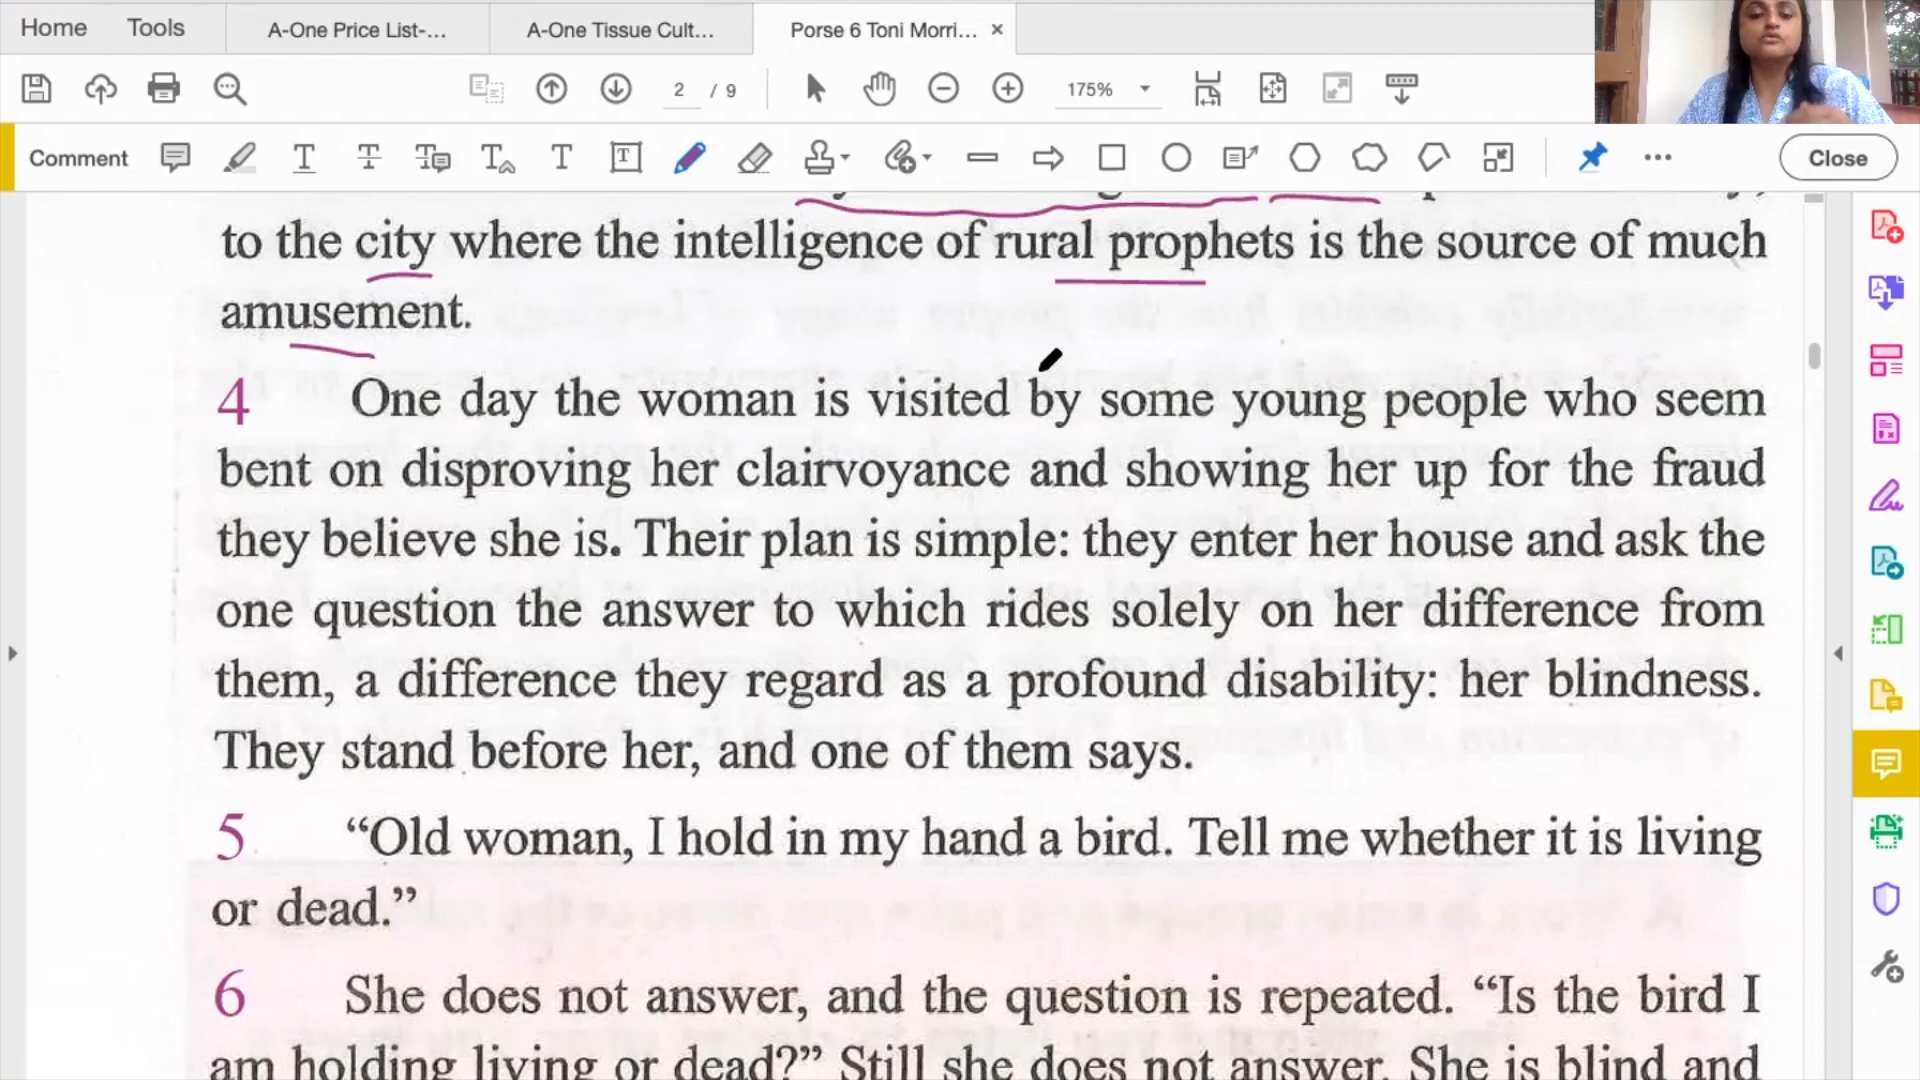 Home Tools A-One Price List-... A-One Tissue Cult... Porse 6 Toni Morri... ×
2 / 9 175%
Comment Close
to the city where the intelligence of rural prophets is the source of much
amusement.
4 One day the woman is visited by some young people who seem
bent on disproving her clairvoyance and showing her up for the fraud
they believe she is. Their plan is simple: they enter her house and ask the
one question the answer to which rides solely on her difference from
them, a difference they regard as a profound disability: her blindness.
They stand before her, and one of them says.
5 “Old woman, I hold in my hand a bird. Tell me whether it is living
or dead.”
6 She does not answer, and the question is repeated. “Is the bird I
am holding living or dead?” Still she does not answer. She is blind and